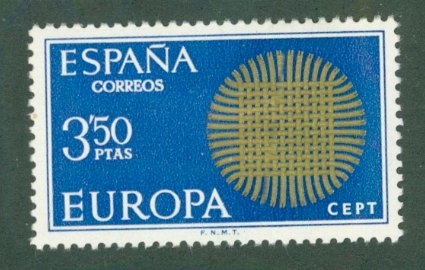 ESPAÑA
CORREOS
3'50
PTAS
EUROPA
CEPT
F.N.M.T.